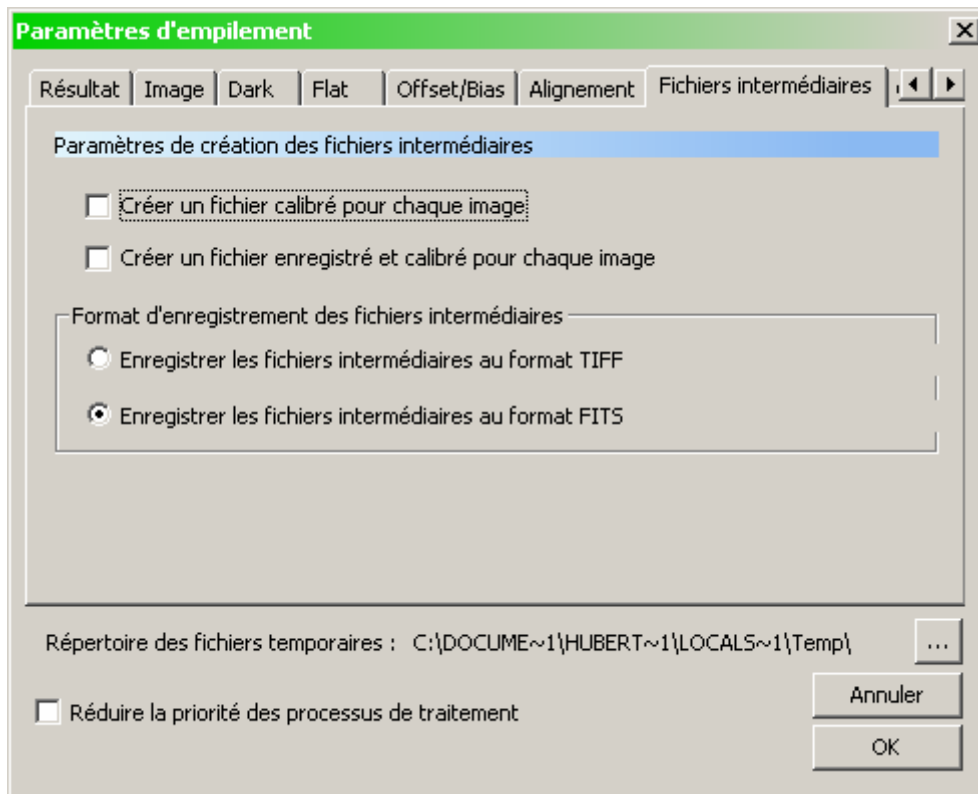 Paramètres d'empilement
Résultat Image Dark Flat Offset/Bias Alignement Fichiers intermédiaires
Paramètres de création des fichiers intermédiaires
Créer un fichier calibré pour chaque image
Créer un fichier enregistré et calibré pour chaque image
Format d'enregistrement des fichiers intermédiaires
Enregistrer les fichiers intermédiaires au format TIFF
Enregistrer les fichiers intermédiaires au format FITS
Répertoire des fichiers temporaires : C:\DOCUME~1\HUBERT~1\LOCALS~1\Temp\ ...
Annuler
Réduire la priorité des processus de traitement
OK